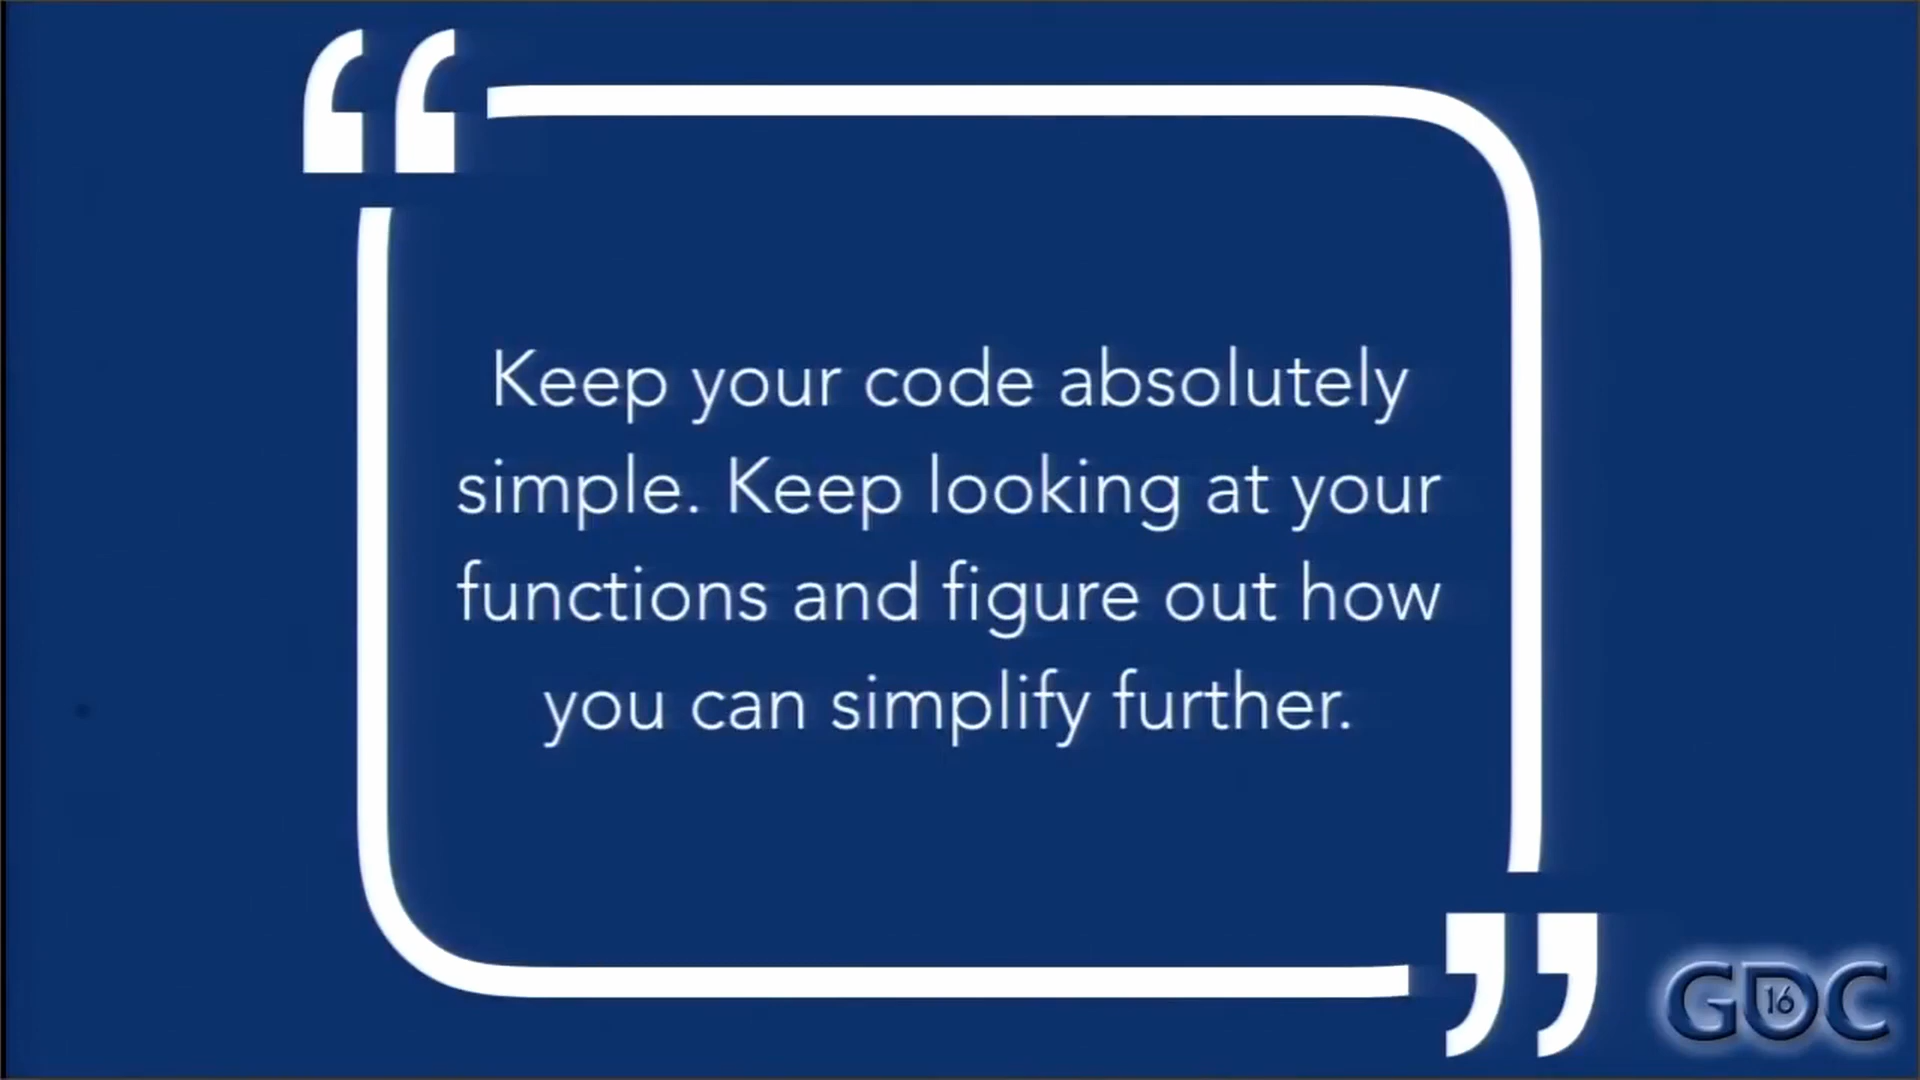 Keep your code absolutely
simple. Keep looking at your
functions and figure out how
you can simplify further.
GDC
16